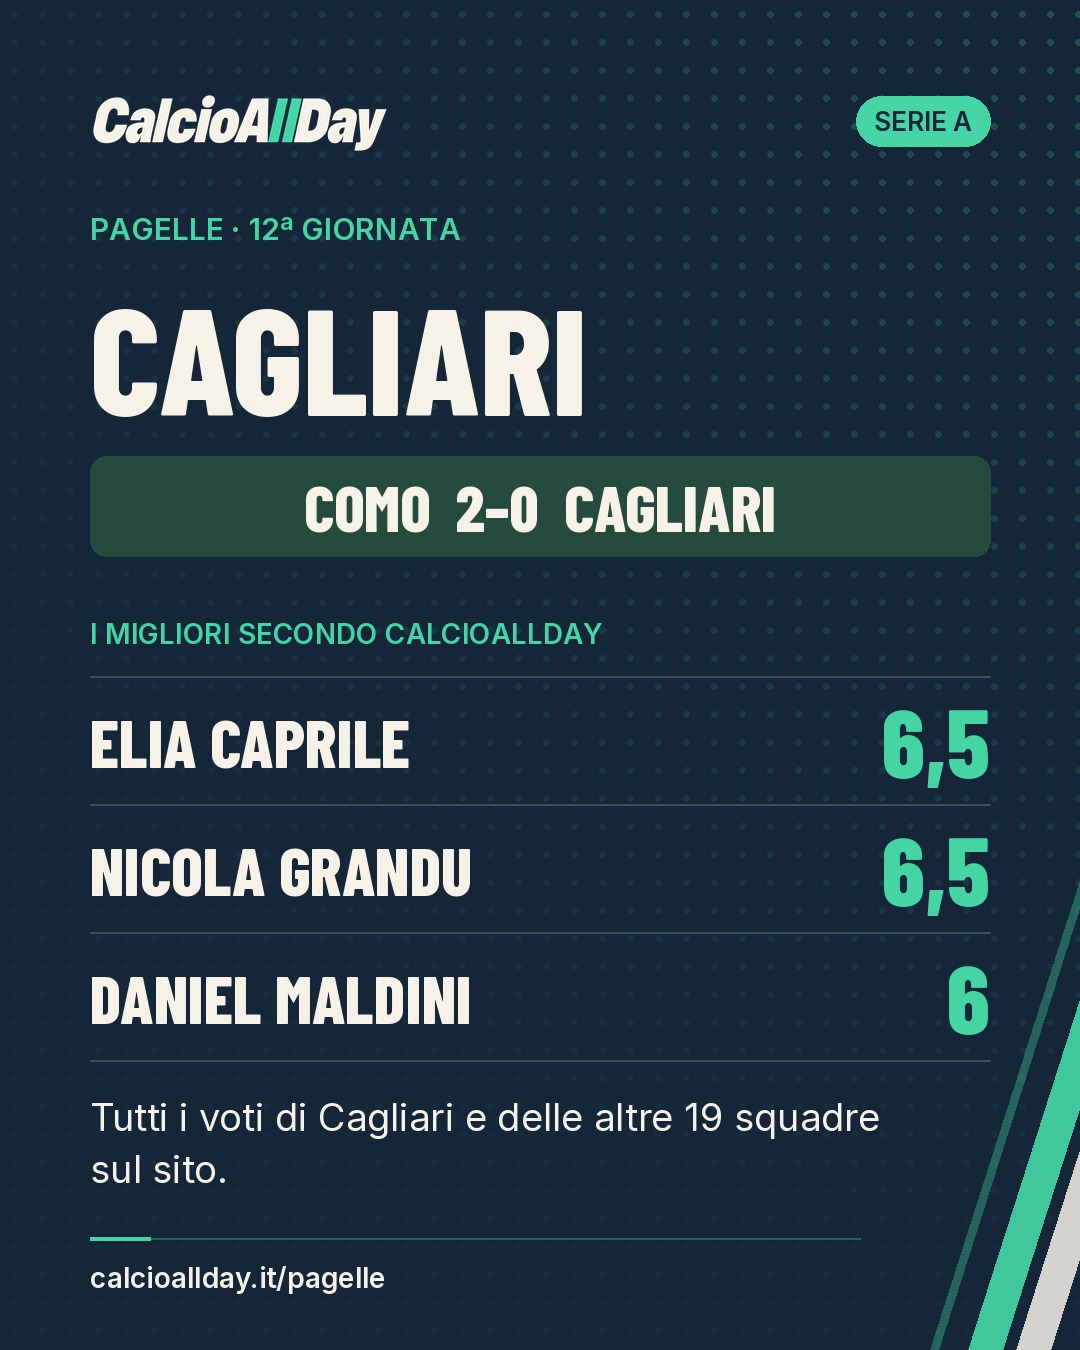 CalcioAllDay
SERIE A
PAGELLE · 12ª GIORNATA
CAGLIARI
COMO 2–0 CAGLIARI
I MIGLIORI SECONDO CALCIOALLDAY
ELIA CAPRILE 6,5
NICOLA GRANDU 6,5
DANIEL MALDINI 6
Tutti i voti di Cagliari e delle altre 19 squadre
sul sito.
calcioallday.it/pagelle